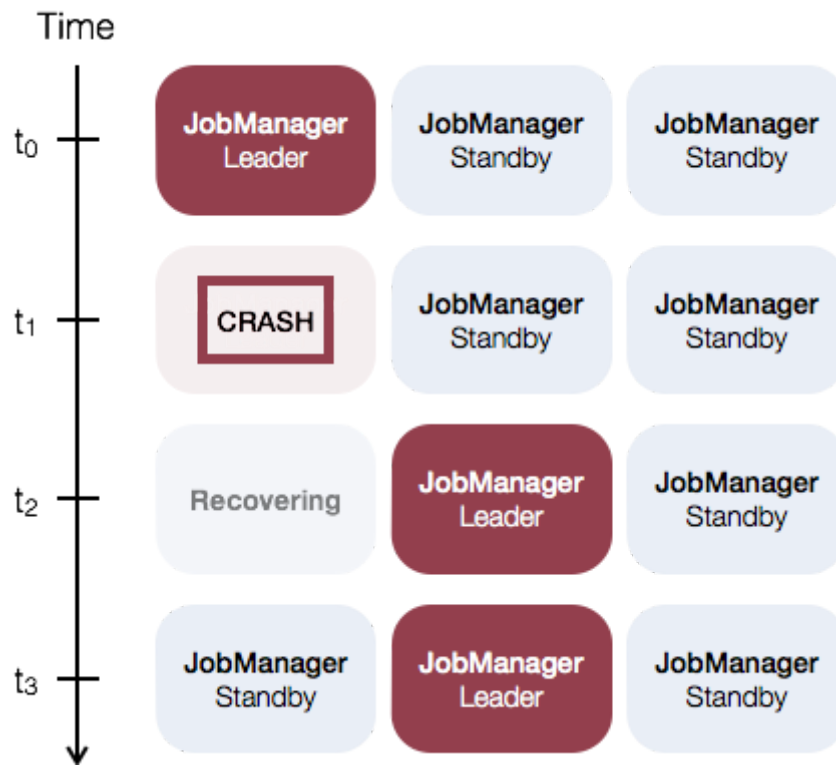 Time
t0
JobManager
Leader
JobManager
Standby
JobManager
Standby
t1
CRASH
JobManager
Standby
JobManager
Standby
t2
Recovering
JobManager
Leader
JobManager
Standby
t3
JobManager
Standby
JobManager
Leader
JobManager
Standby